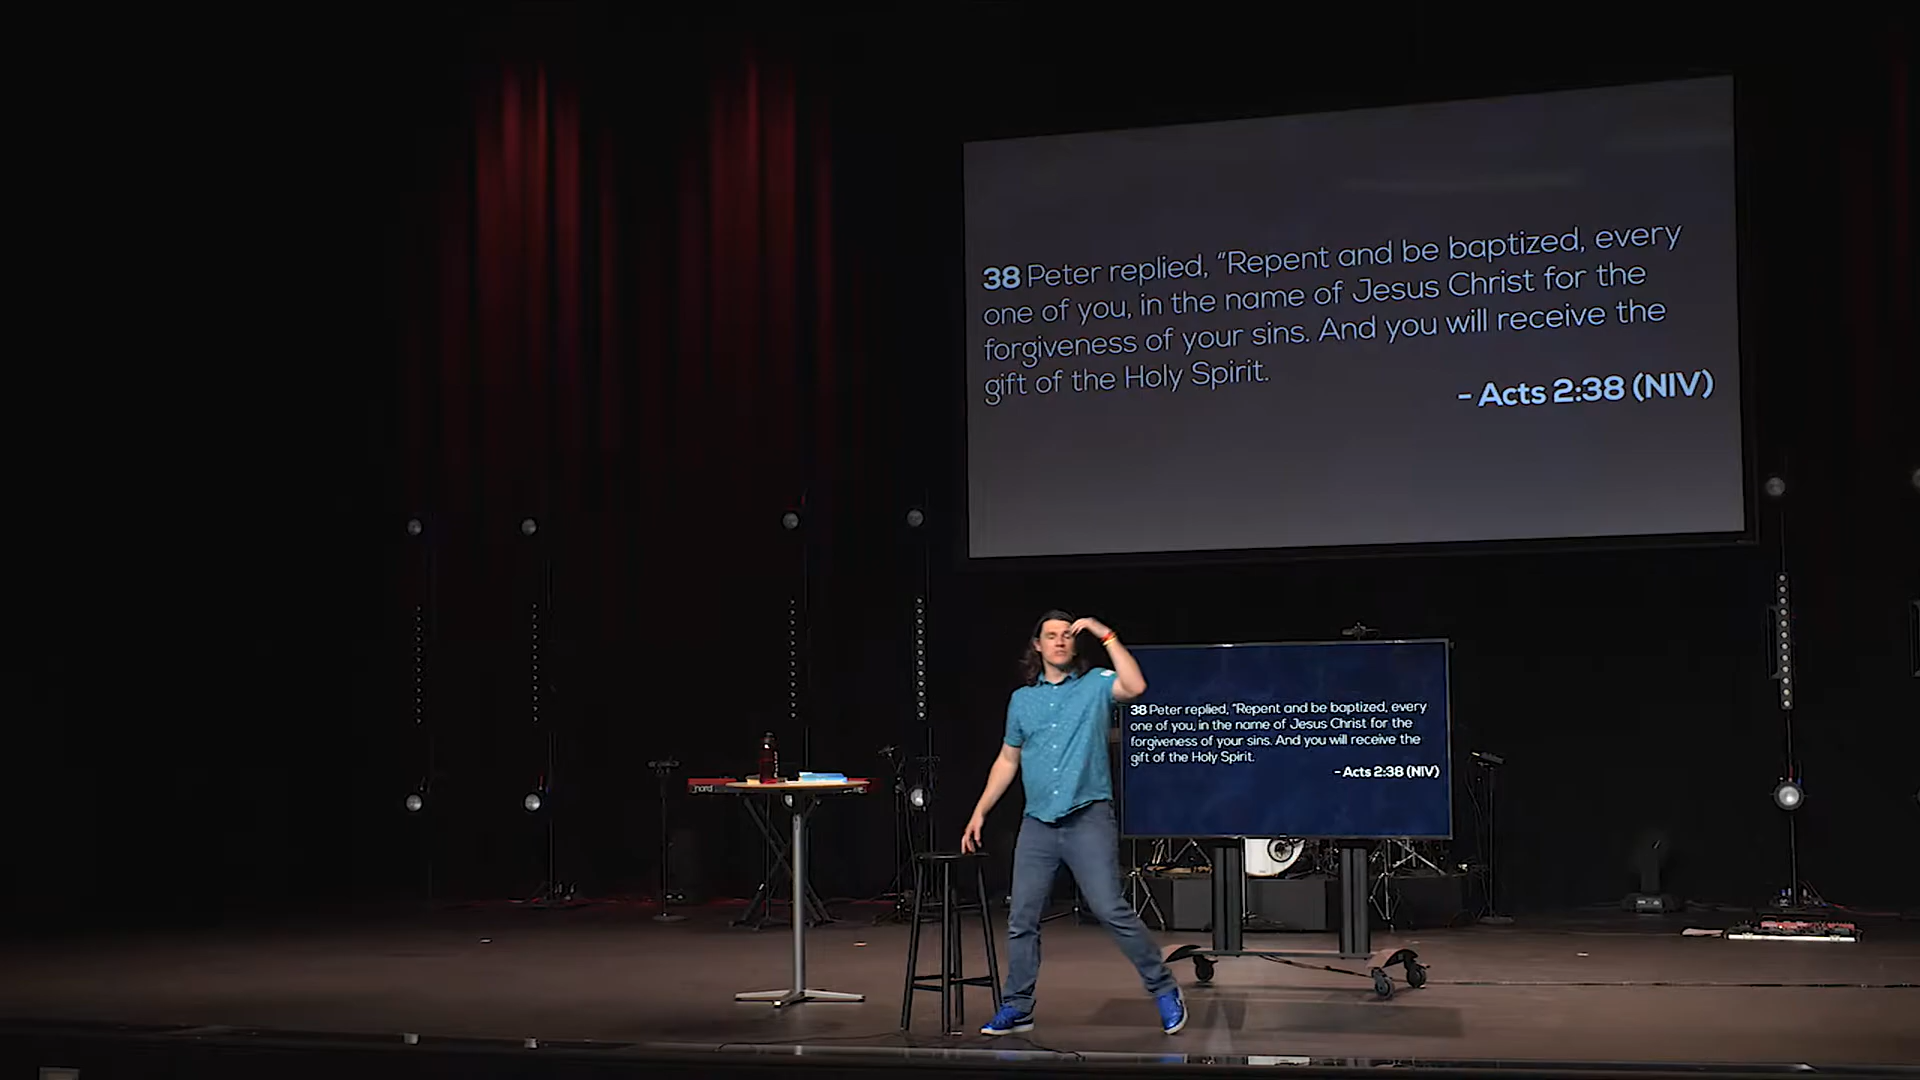 38 Peter replied, “Repent and be baptized, every
one of you, in the name of Jesus Christ for the
forgiveness of your sins. And you will receive the
gift of the Holy Spirit.
- Acts 2:38 (NIV)
38 Peter replied, “Repent and be baptized, every
one of you, in the name of Jesus Christ for the
forgiveness of your sins. And you will receive the
gift of the Holy Spirit.
- Acts 2:38 (NIV)
nord